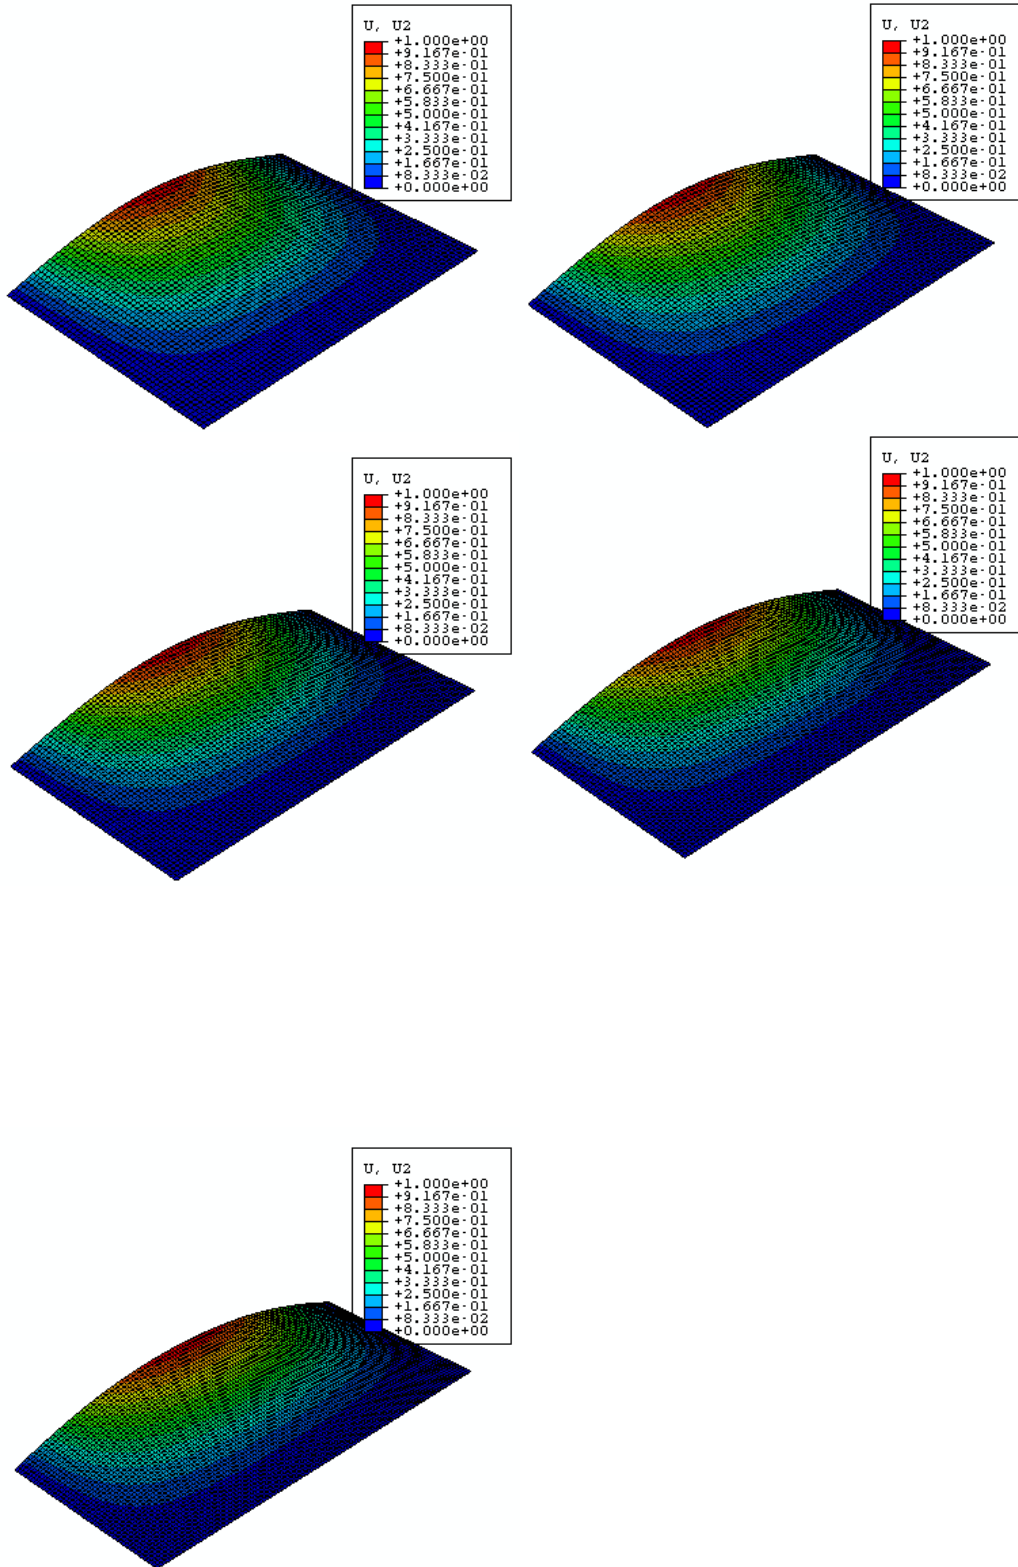 U, U2
+1.000e+00
+9.167e-01
+8.333e-01
+7.500e-01
+6.667e-01
+5.833e-01
+5.000e-01
+4.167e-01
+3.333e-01
+2.500e-01
+1.667e-01
+8.333e-02
+0.000e+00
U, U2
+1.000e+00
+9.167e-01
+8.333e-01
+7.500e-01
+6.667e-01
+5.833e-01
+5.000e-01
+4.167e-01
+3.333e-01
+2.500e-01
+1.667e-01
+8.333e-02
+0.000e+00
U, U2
+1.000e+00
+9.167e-01
+8.333e-01
+7.500e-01
+6.667e-01
+5.833e-01
+5.000e-01
+4.167e-01
+3.333e-01
+2.500e-01
+1.667e-01
+8.333e-02
+0.000e+00
U, U2
+1.000e+00
+9.167e-01
+8.333e-01
+7.500e-01
+6.667e-01
+5.833e-01
+5.000e-01
+4.167e-01
+3.333e-01
+2.500e-01
+1.667e-01
+8.333e-02
+0.000e+00
U, U2
+1.000e+00
+9.167e-01
+8.333e-01
+7.500e-01
+6.667e-01
+5.833e-01
+5.000e-01
+4.167e-01
+3.333e-01
+2.500e-01
+1.667e-01
+8.333e-02
+0.000e+00